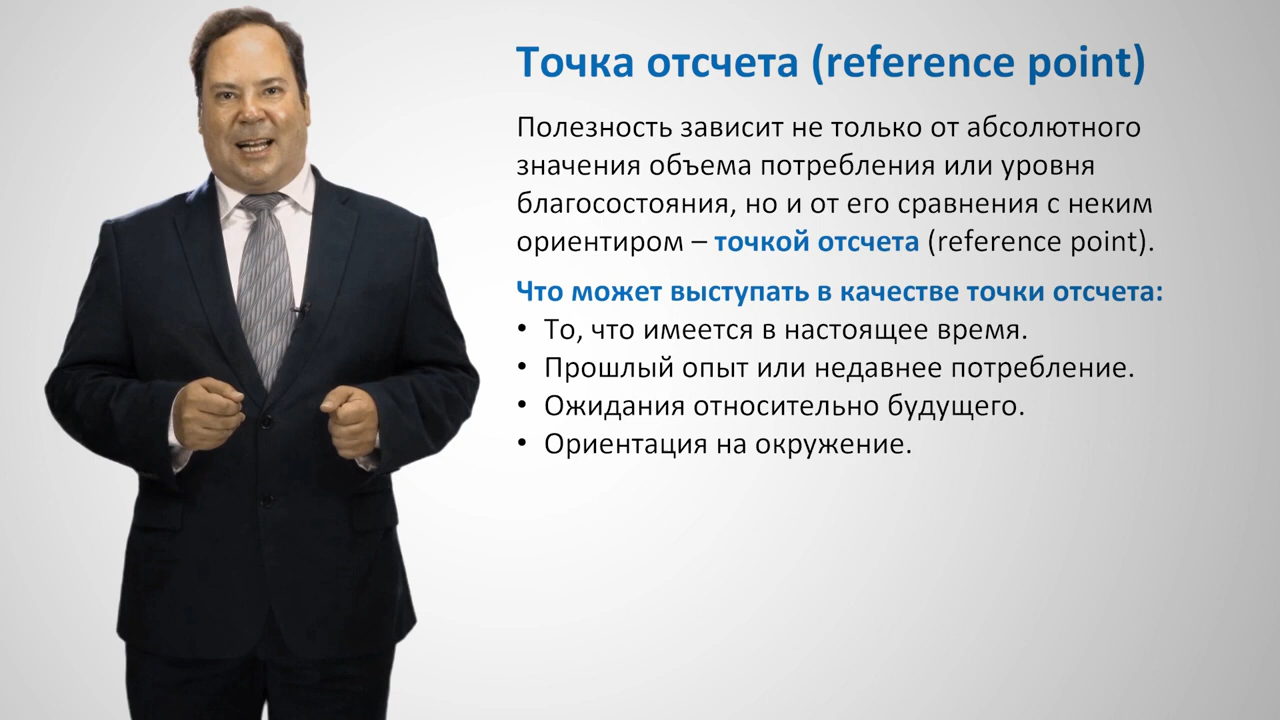 Точка отсчета (reference point)
Полезность зависит не только от абсолютного
значения объема потребления или уровня
благосостояния, но и от его сравнения с неким
ориентиром – точкой отсчета (reference point).
Что может выступать в качестве точки отсчета:
• То, что имеется в настоящее время.
• Прошлый опыт или недавнее потребление.
• Ожидания относительно будущего.
• Ориентация на окружение.